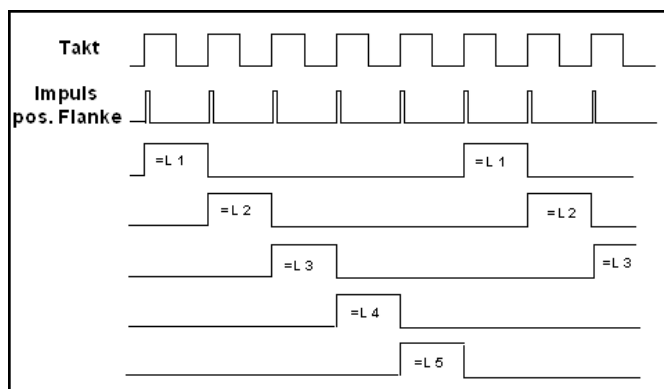 Takt
Impuls
pos. Flanke
=L 1
=L 1
=L 2
=L 2
=L 3
=L 3
=L 4
=L 5